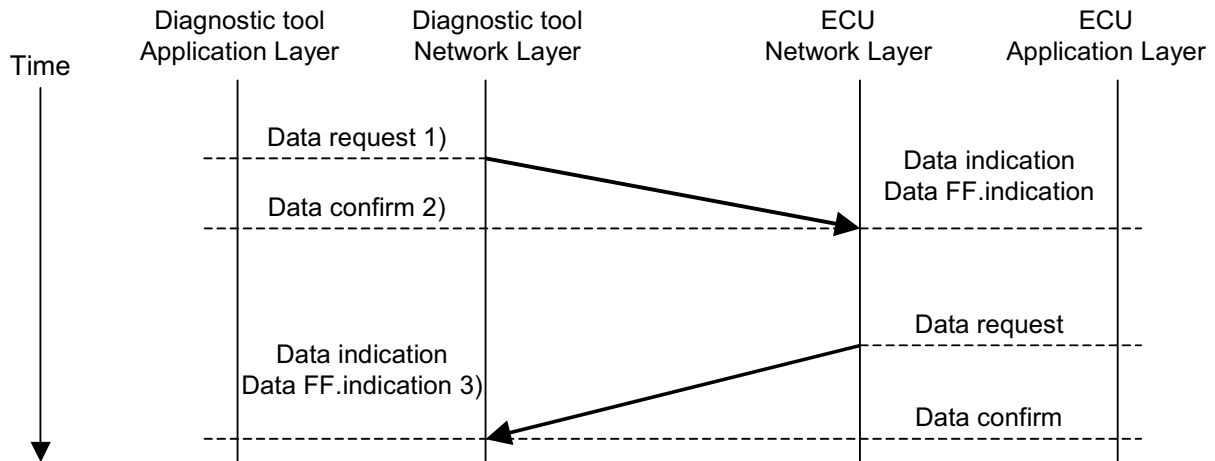 Diagnostic tool
Application Layer
Diagnostic tool
Network Layer
ECU
Network Layer
ECU
Application Layer
Time
Data request 1)
Data indication
Data FF.indication
Data confirm 2)
Data request
Data indication
Data FF.indication 3)
Data confirm